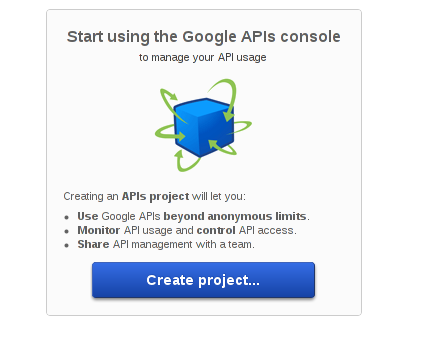 Start using the Google APIs console
to manage your API usage
Creating an APIs project will let you:
Use Google APIs beyond anonymous limits.
Monitor API usage and control API access.
Share API management with a team.
Create project...